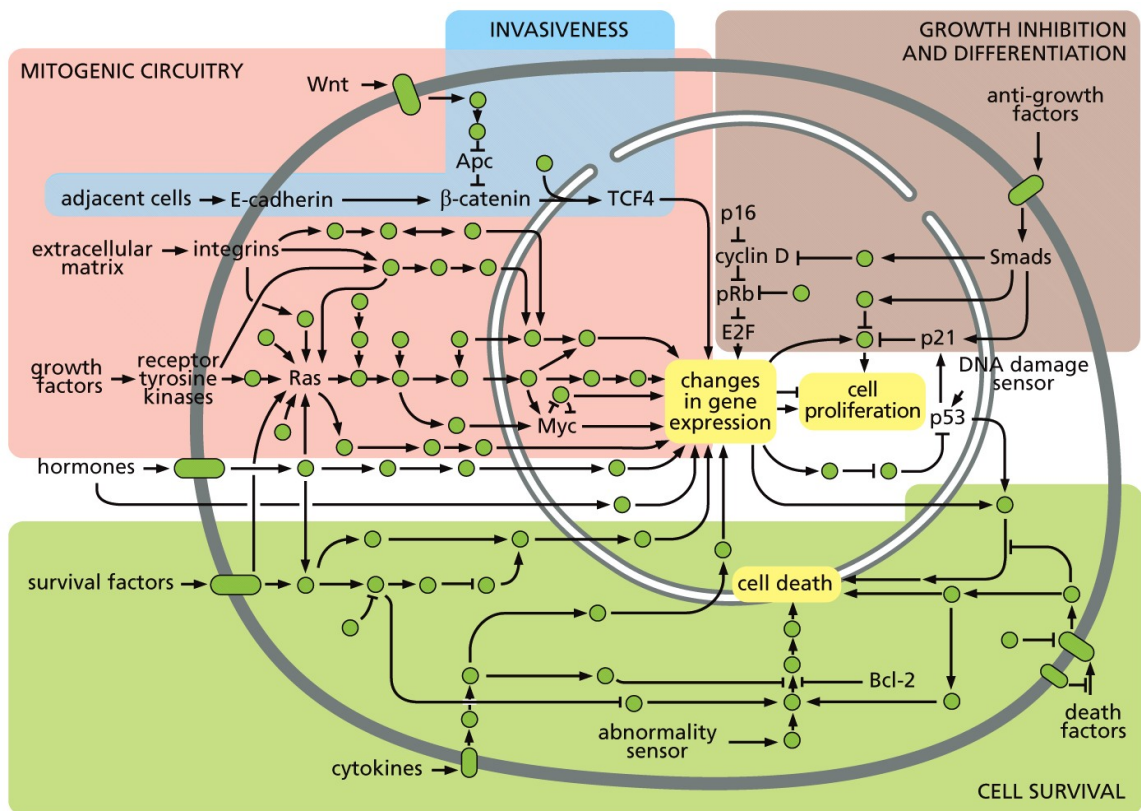 INVASIVENESS
GROWTH INHIBITION
AND DIFFERENTIATION
MITOGENIC CIRCUITRY
Wnt
anti-growth
factors
Apc
adjacent cells
E-cadherin
β-catenin
TCF4
p16
extracellular
matrix
integrins
cyclin D
Smads
pRb
E2F
p21
growth
factors
receptor
tyrosine
kinases
Ras
changes
in gene
expression
cell
proliferation
DNA damage
sensor
Myc
p53
hormones
survival factors
cell death
Bcl-2
abnormality
sensor
death
factors
cytokines
CELL SURVIVAL